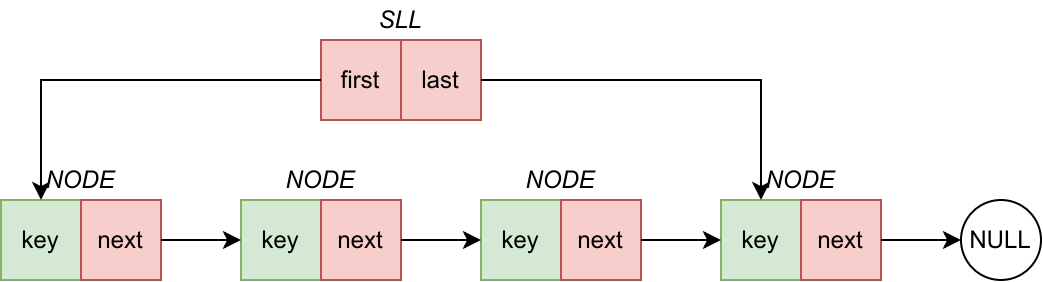 SLL
first last
NODE NODE NODE NODE
key next key next key next key next NULL